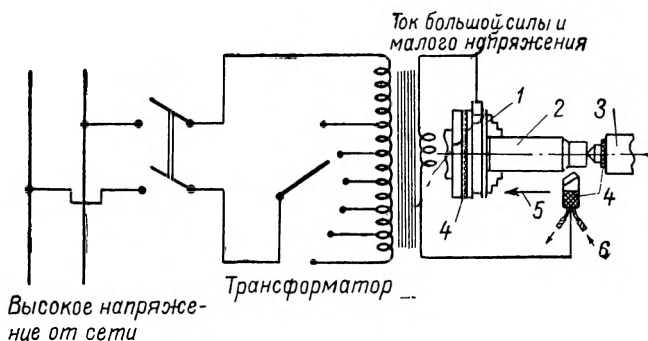 Ток большой силы и
малого напряжения
1
2
3
4
4
5
6
Трансформатор
Высокое напряже-
ние от сети